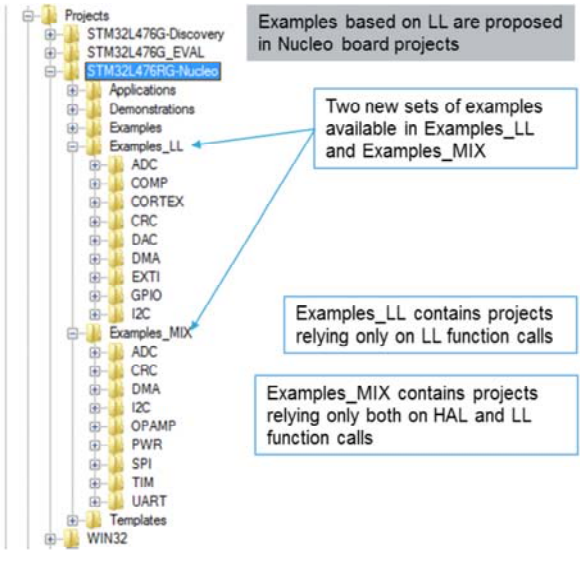 Projects
STM32L476G-Discovery
STM32L476G_EVAL
STM32L476RG-Nucleo
Applications
Demonstrations
Examples
Examples_LL
ADC
COMP
CORTEX
CRC
DAC
DMA
EXTI
GPIO
I2C
Examples_MIX
ADC
CRC
DMA
I2C
OPAMP
PWR
SPI
TIM
UART
Templates
WIN32
Examples based on LL are proposed
in Nucleo board projects
Two new sets of examples
available in Examples_LL
and Examples_MIX
Examples_LL contains projects
relying only on LL function calls
Examples_MIX contains projects
relying only both on HAL and LL
function calls